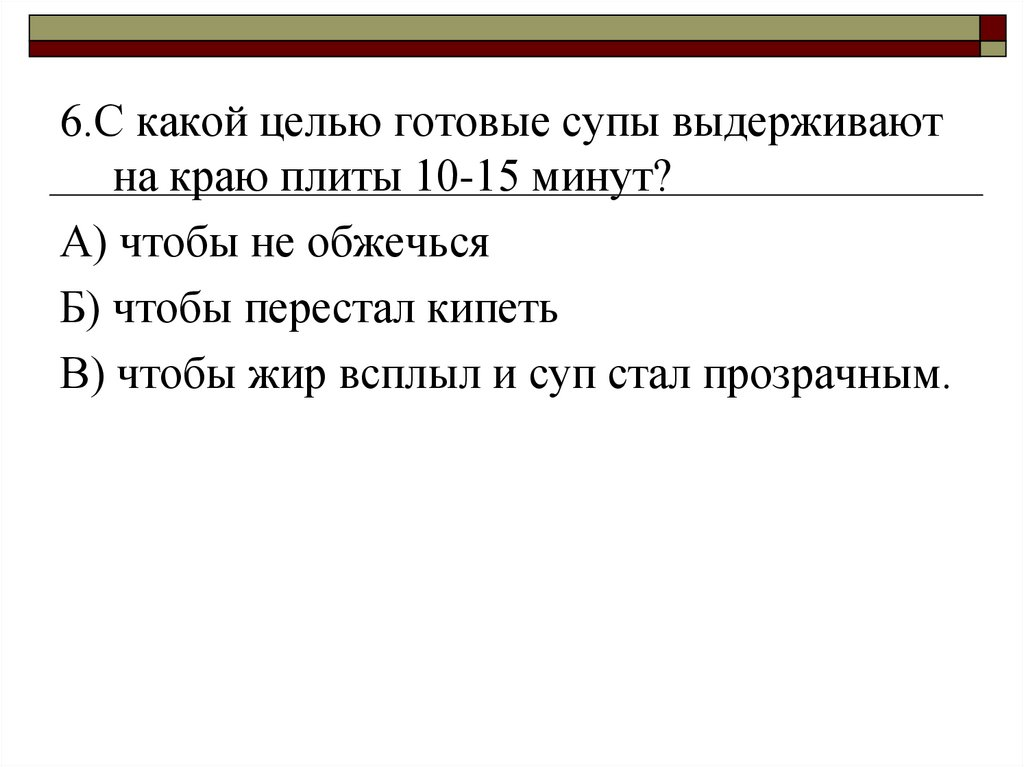 6.С какой целью готовые супы выдерживают
на краю плиты 10-15 минут?
А) чтобы не обжечься
Б) чтобы перестал кипеть
В) чтобы жир всплыл и суп стал прозрачным.